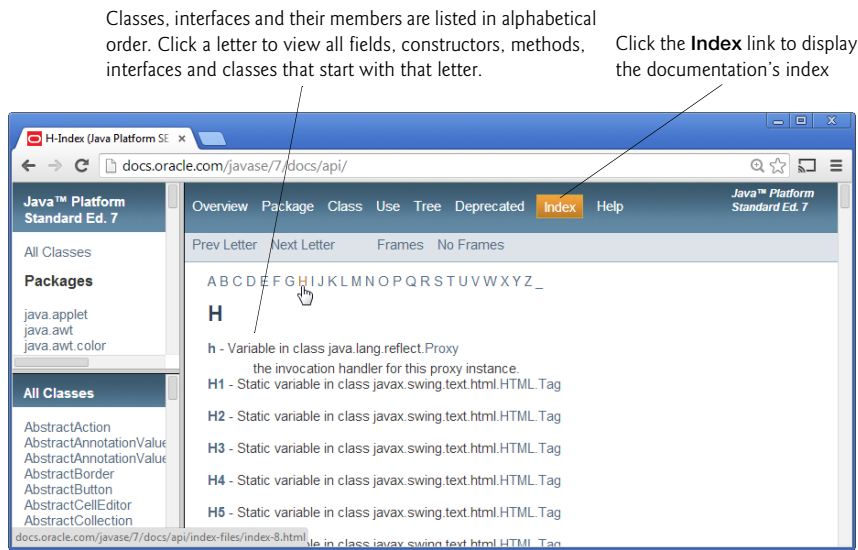 Classes, interfaces and their members are listed in alphabetical
order. Click a letter to view all fields, constructors, methods,
interfaces and classes that start with that letter.
Click the Index link to display
the documentation's index
H-Index (Java Platform SE
docs.oracle.com/javase/7/docs/api/
Java™ Platform
Standard Ed. 7
All Classes
Packages
java.applet
java.awt
java.awt.color
All Classes
AbstractAction
AbstractAnnotationValue
AbstractAnnotationValue
AbstractBorder
AbstractButton
AbstractCellEditor
AbstractCollection
docs.oracle.com/javase/7/docs/api/index-files/index-8.html
Overview Package Class Use Tree Deprecated Index Help
Java™ Platform
Standard Ed. 7
Prev Letter Next Letter Frames No Frames
A B C D E F G H I J K L M N O P Q R S T U V W X Y Z _
H
h - Variable in class java.lang.reflect.Proxy
the invocation handler for this proxy instance.
H1 - Static variable in class javax.swing.text.html.HTML.Tag
H2 - Static variable in class javax.swing.text.html.HTML.Tag
H3 - Static variable in class javax.swing.text.html.HTML.Tag
H4 - Static variable in class javax.swing.text.html.HTML.Tag
H5 - Static variable in class javax.swing.text.html.HTML.Tag
le in class javax.swing.text.html.HTML.Tag